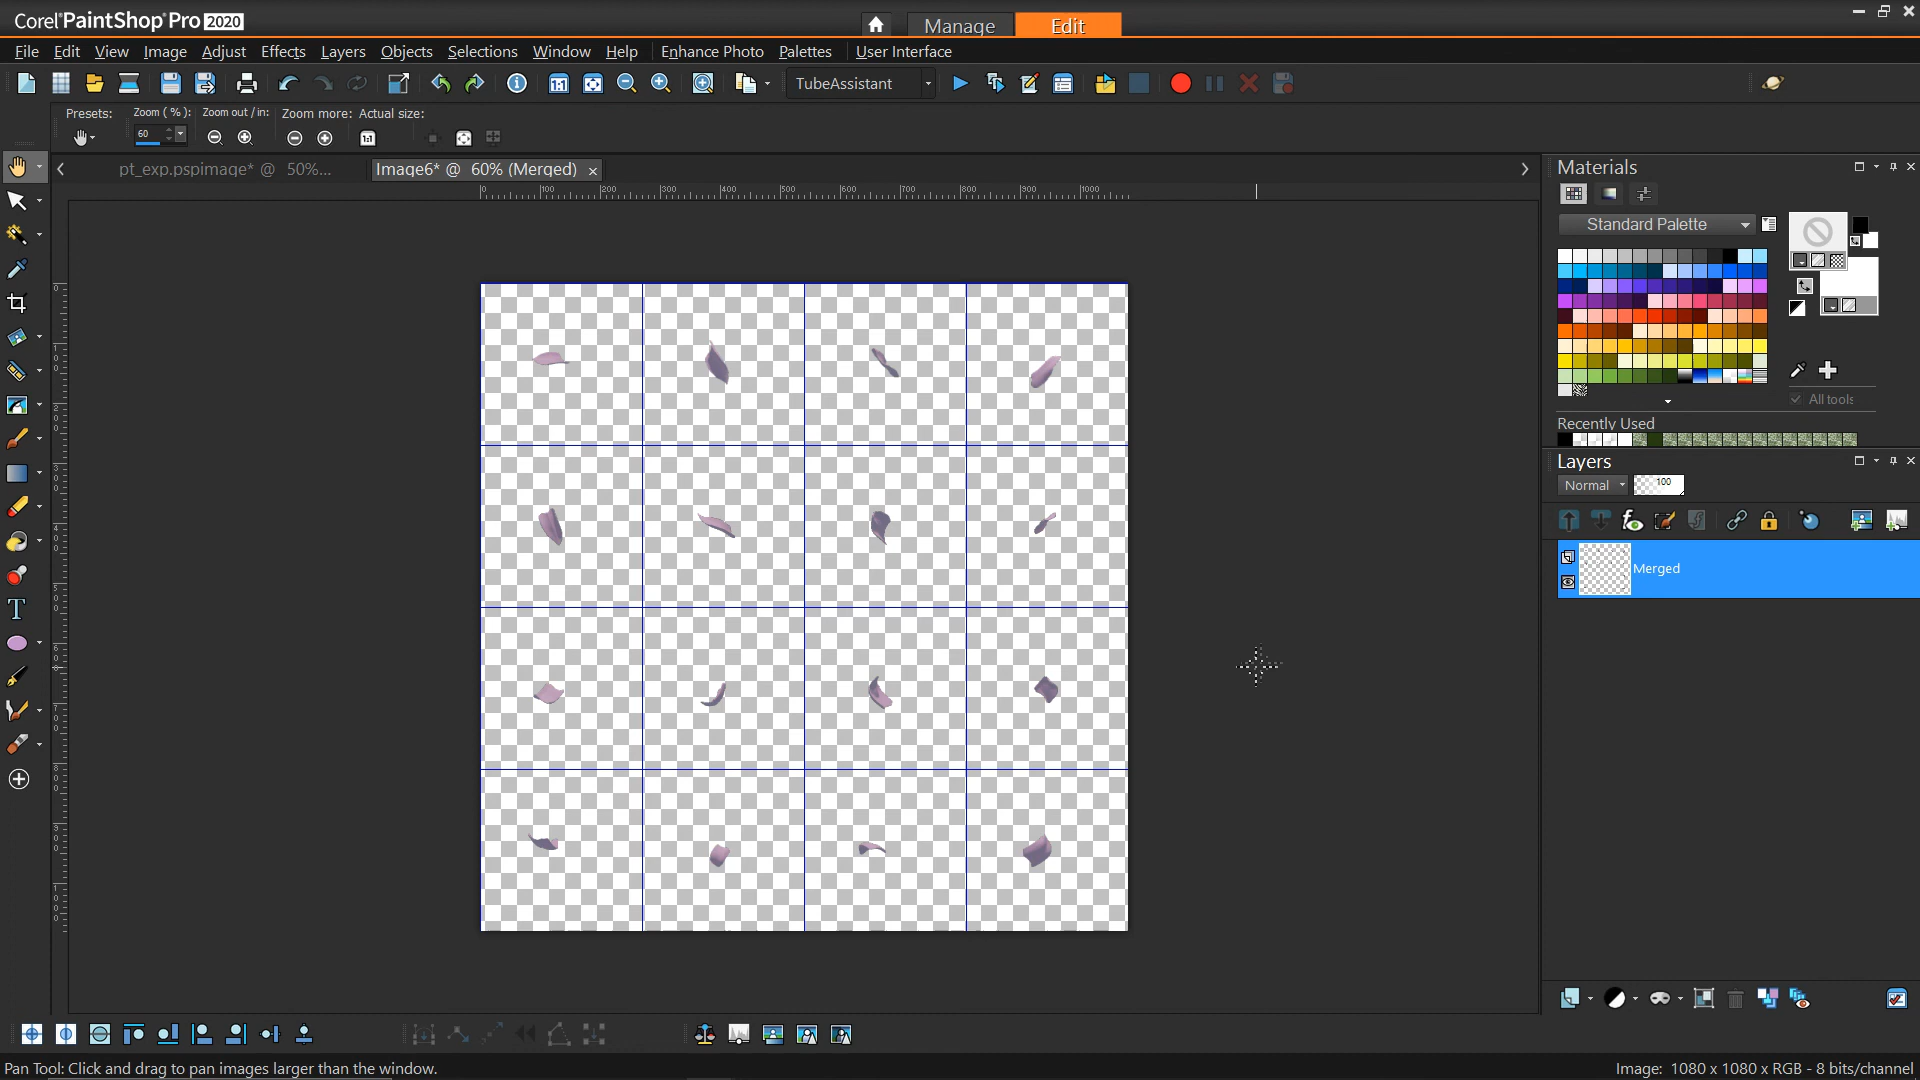 Corel PaintShop Pro 2020
Manage
Edit
File Edit View Image Adjust Effects Layers Objects Selections Window Help Enhance Photo Palettes User Interface
TubeAssistant
Presets: Zoom (%): Zoom out / in: Zoom more: Actual size:
60
pt_exp.pspimage* @ 50%...
Image6* @ 60% (Merged)
Materials
Standard Palette
All tools
Recently Used
Layers
Normal
100
Merged
Pan Tool: Click and drag to pan images larger than the window.
Image: 1080 x 1080 x RGB - 8 bits/channel